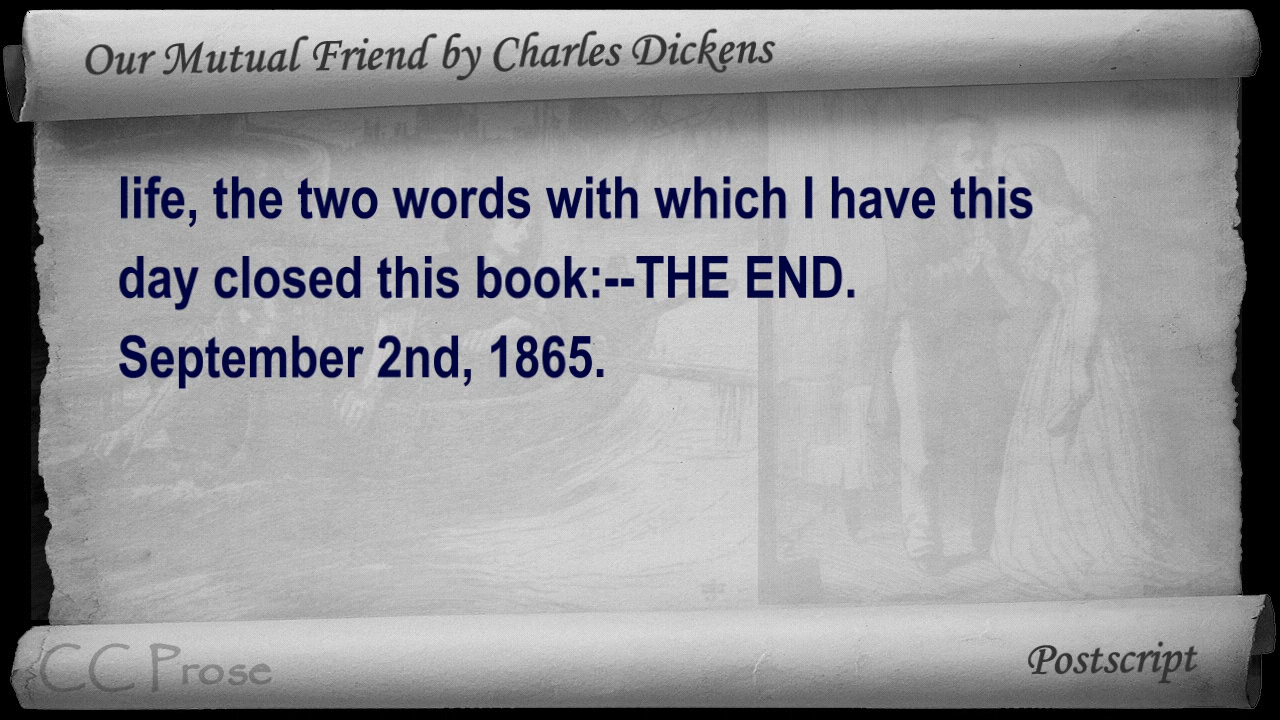 Our Mutual Friend by Charles Dickens
life, the two words with which I have this
day closed this book:--THE END.
September 2nd, 1865.
CC Prose
Postscript